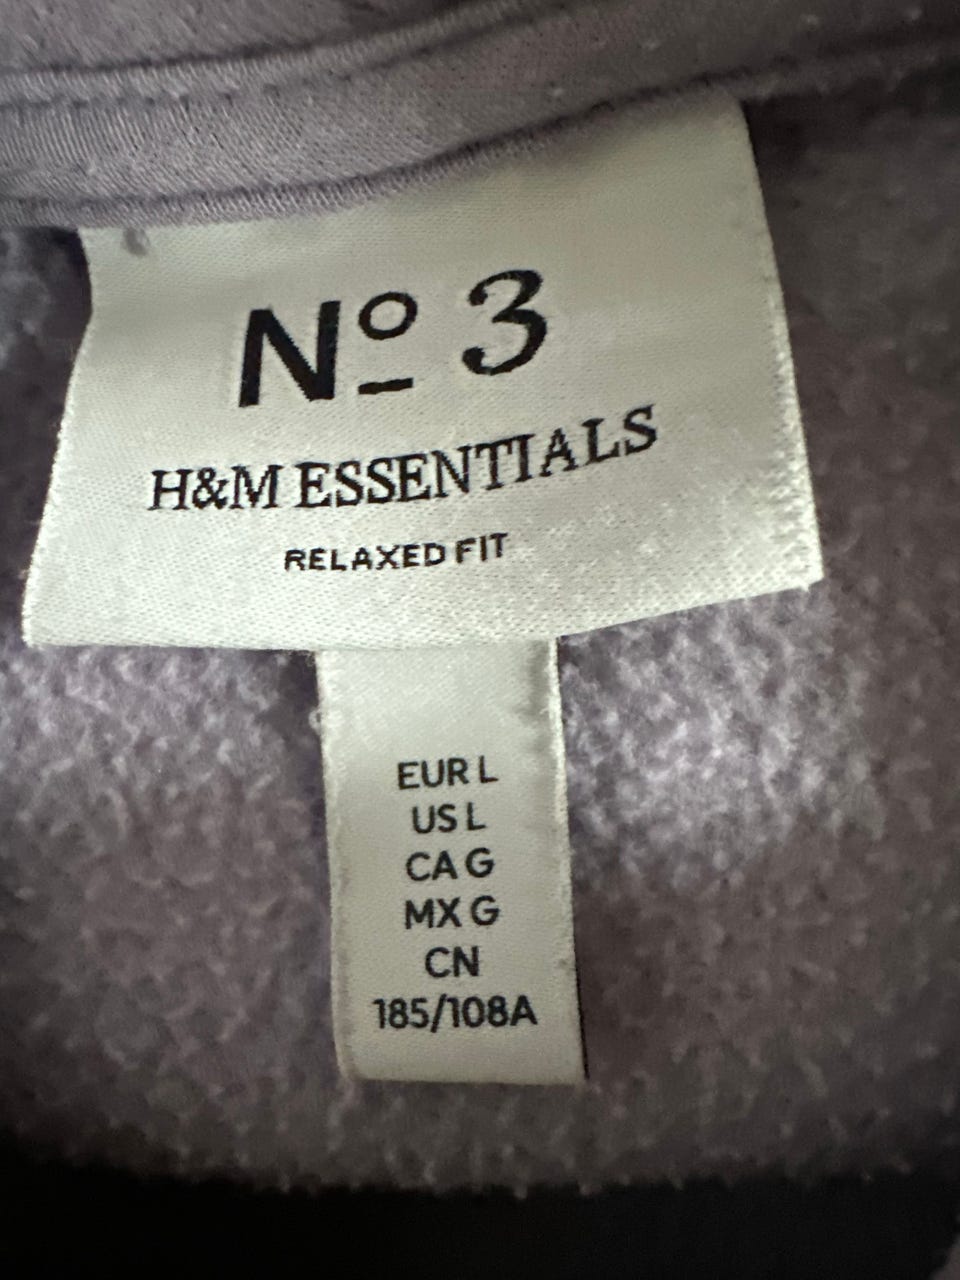 Nº 3
H&M ESSENTIALS
RELAXED FIT
EUR L
US L
CA G
MX G
CN
185/108A